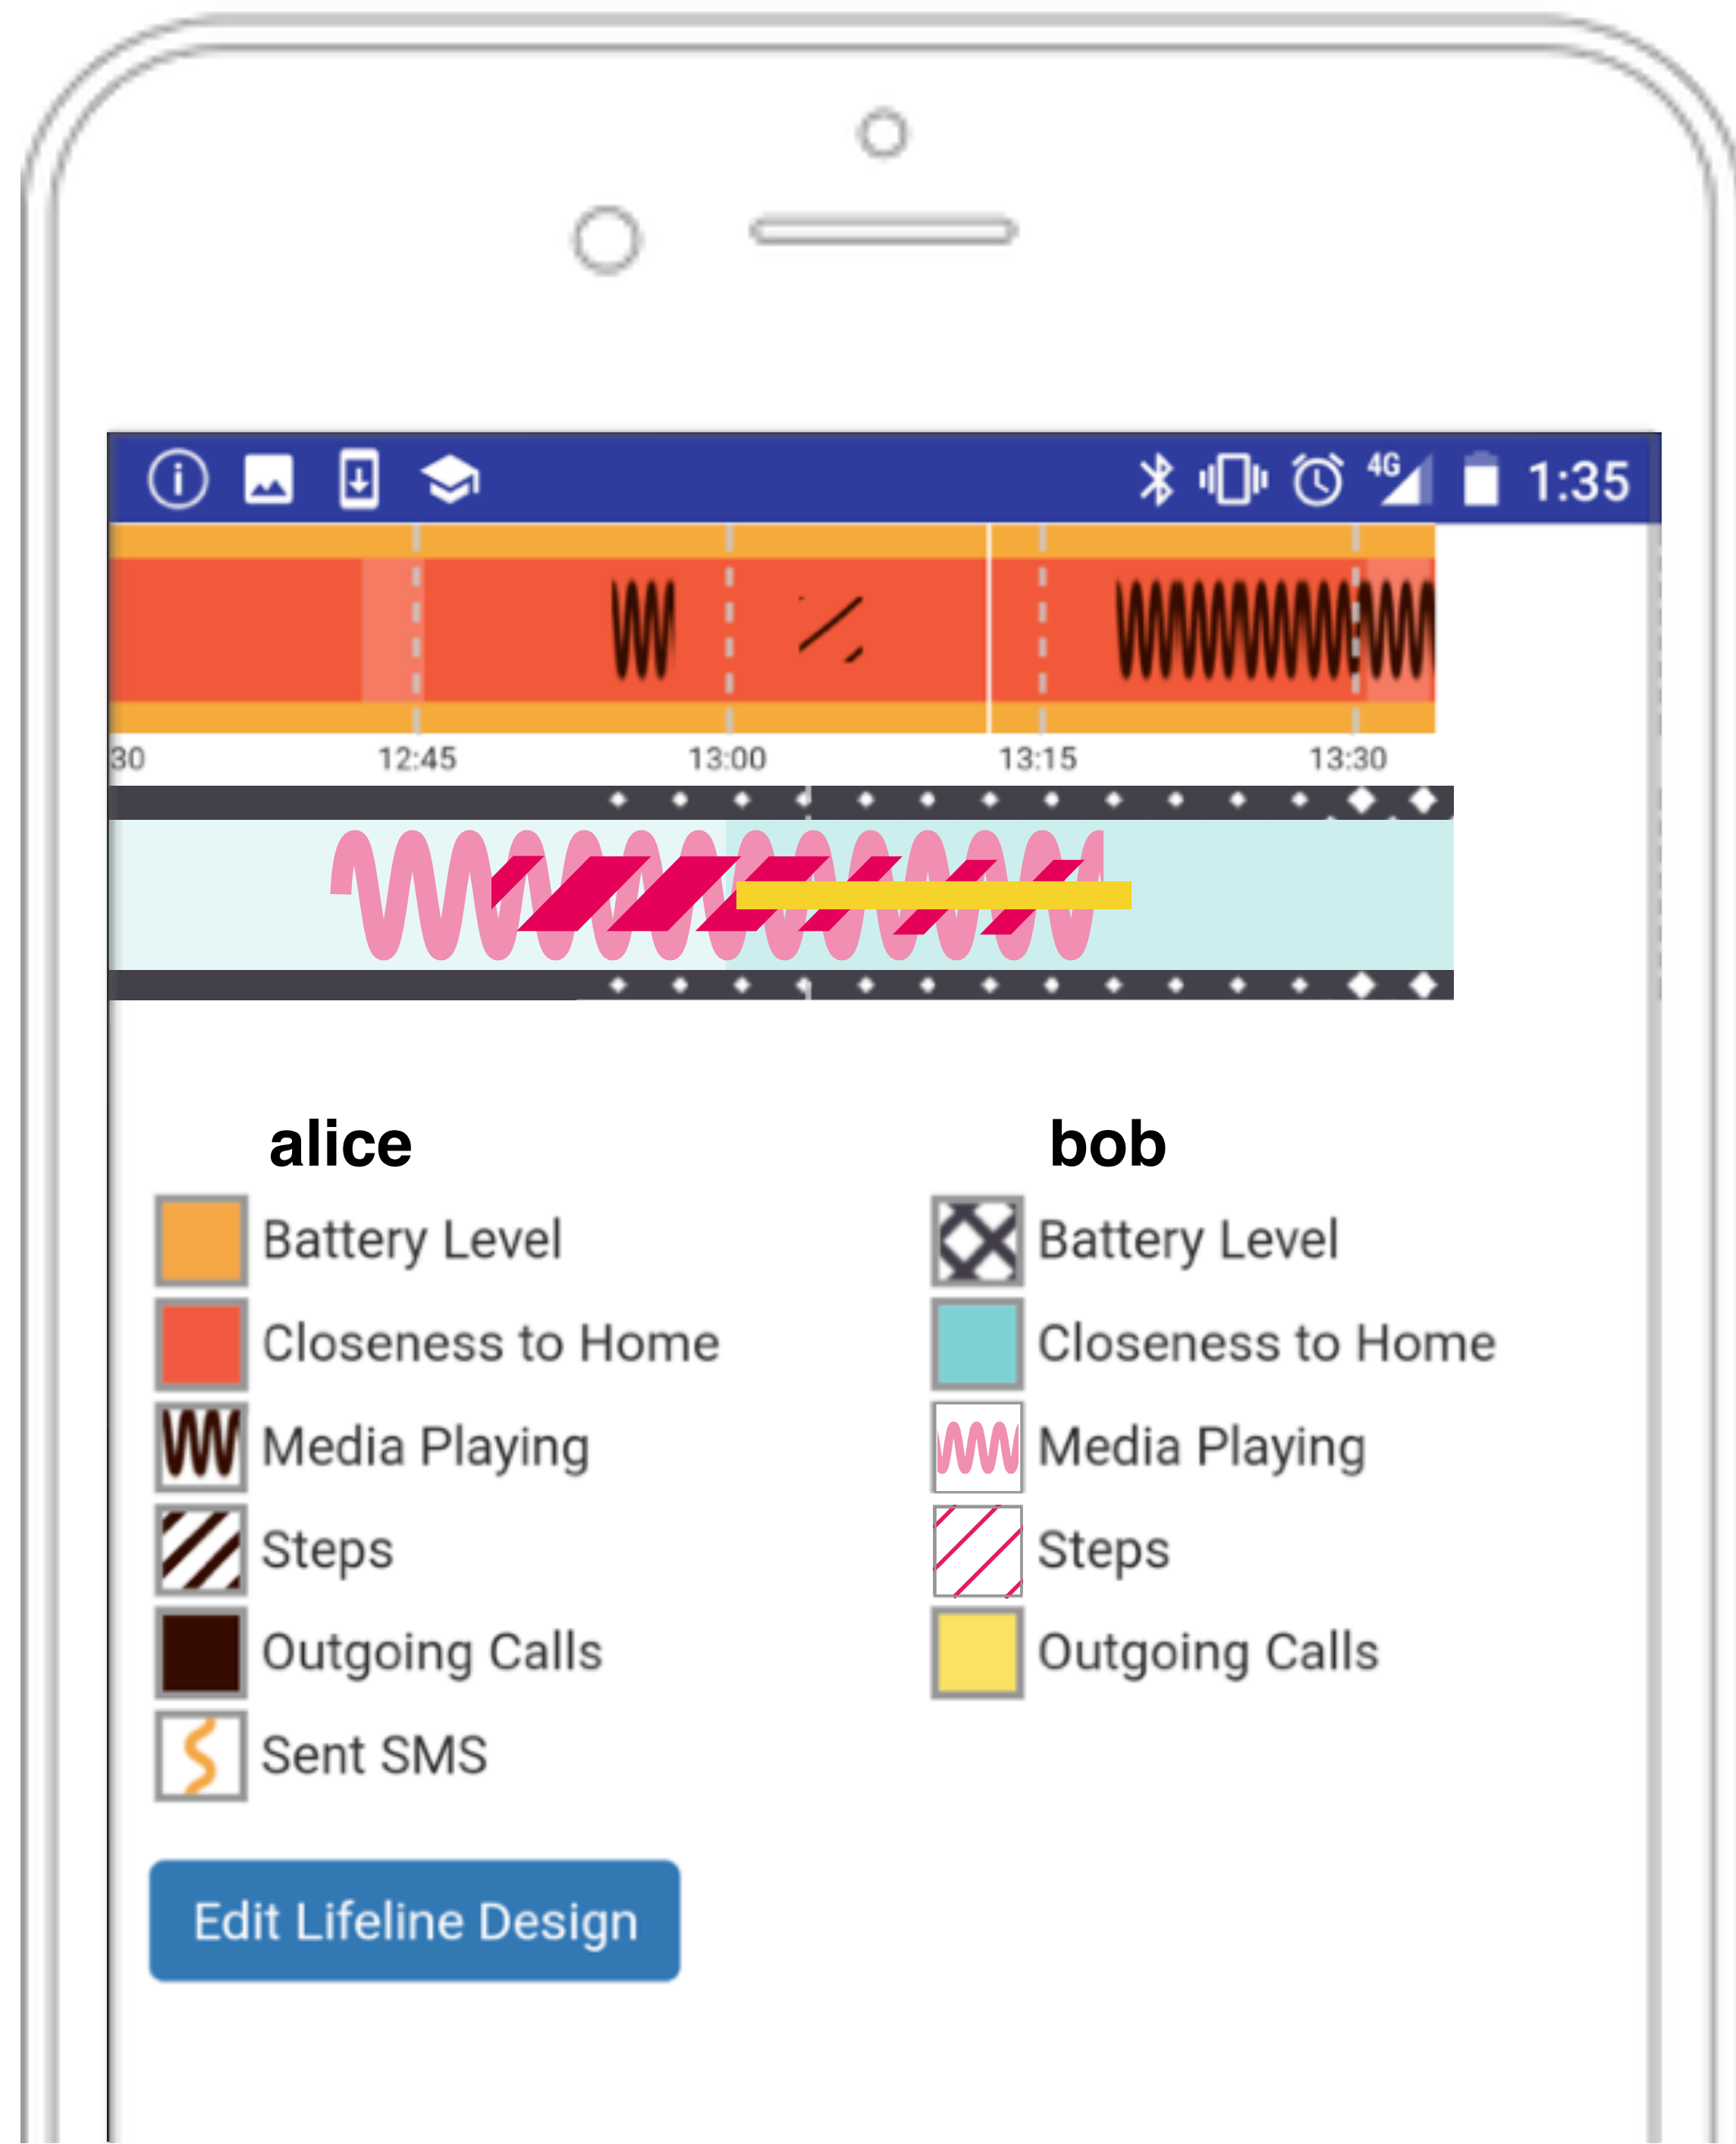 4G 1:35
30 12:45 13:00 13:15 13:30
alice bob
Battery Level Battery Level
Closeness to Home Closeness to Home
Media Playing Media Playing
Steps Steps
Outgoing Calls Outgoing Calls
Sent SMS
Edit Lifeline Design